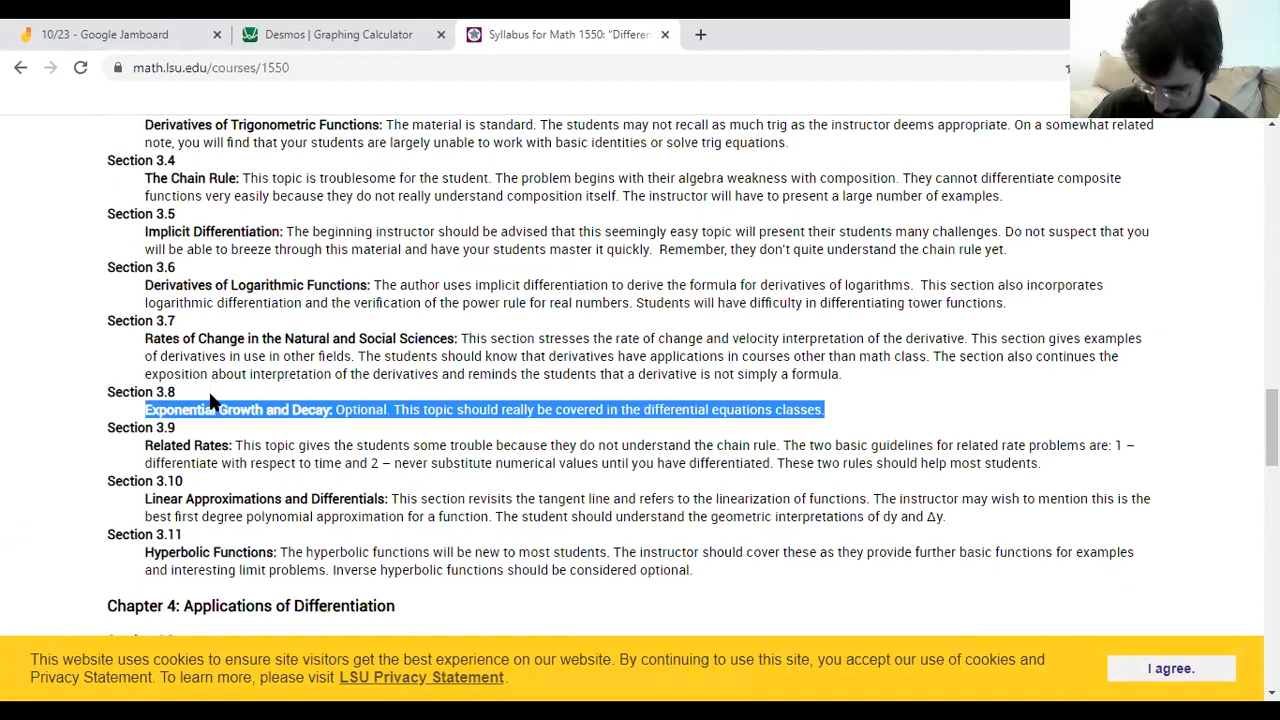 10/23 - Google Jamboard
Desmos | Graphing Calculator
Syllabus for Math 1550: "Differen
math.lsu.edu/courses/1550
Derivatives of Trigonometric Functions: The material is standard. The students may not recall as much trig as the instructor deems appropriate. On a somewhat related
note, you will find that your students are largely unable to work with basic identities or solve trig equations.
Section 3.4
The Chain Rule: This topic is troublesome for the student. The problem begins with their algebra weakness with composition. They cannot differentiate composite
functions very easily because they do not really understand composition itself. The instructor will have to present a large number of examples.
Section 3.5
Implicit Differentiation: The beginning instructor should be advised that this seemingly easy topic will present their students many challenges. Do not suspect that you
will be able to breeze through this material and have your students master it quickly. Remember, they don't quite understand the chain rule yet.
Section 3.6
Derivatives of Logarithmic Functions: The author uses implicit differentiation to derive the formula for derivatives of logarithms. This section also incorporates
logarithmic differentiation and the verification of the power rule for real numbers. Students will have difficulty in differentiating tower functions.
Section 3.7
Rates of Change in the Natural and Social Sciences: This section stresses the rate of change and velocity interpretation of the derivative. This section gives examples
of derivatives in use in other fields. The students should know that derivatives have applications in courses other than math class. The section also continues the
exposition about interpretation of the derivatives and reminds the students that a derivative is not simply a formula.
Section 3.8
Exponential Growth and Decay: Optional. This topic should really be covered in the differential equations classes.
Section 3.9
Related Rates: This topic gives the students some trouble because they do not understand the chain rule. The two basic guidelines for related rate problems are: 1 –
differentiate with respect to time and 2 – never substitute numerical values until you have differentiated. These two rules should help most students.
Section 3.10
Linear Approximations and Differentials: This section revisits the tangent line and refers to the linearization of functions. The instructor may wish to mention this is the
best first degree polynomial approximation for a function. The student should understand the geometric interpretations of dy and Δy.
Section 3.11
Hyperbolic Functions: The hyperbolic functions will be new to most students. The instructor should cover these as they provide further basic functions for examples
and interesting limit problems. Inverse hyperbolic functions should be considered optional.
Chapter 4: Applications of Differentiation
This website uses cookies to ensure site visitors get the best experience on our website. By continuing to use this site, you accept our use of cookies and
Privacy Statement. To learn more, please visit LSU Privacy Statement.
I agree.